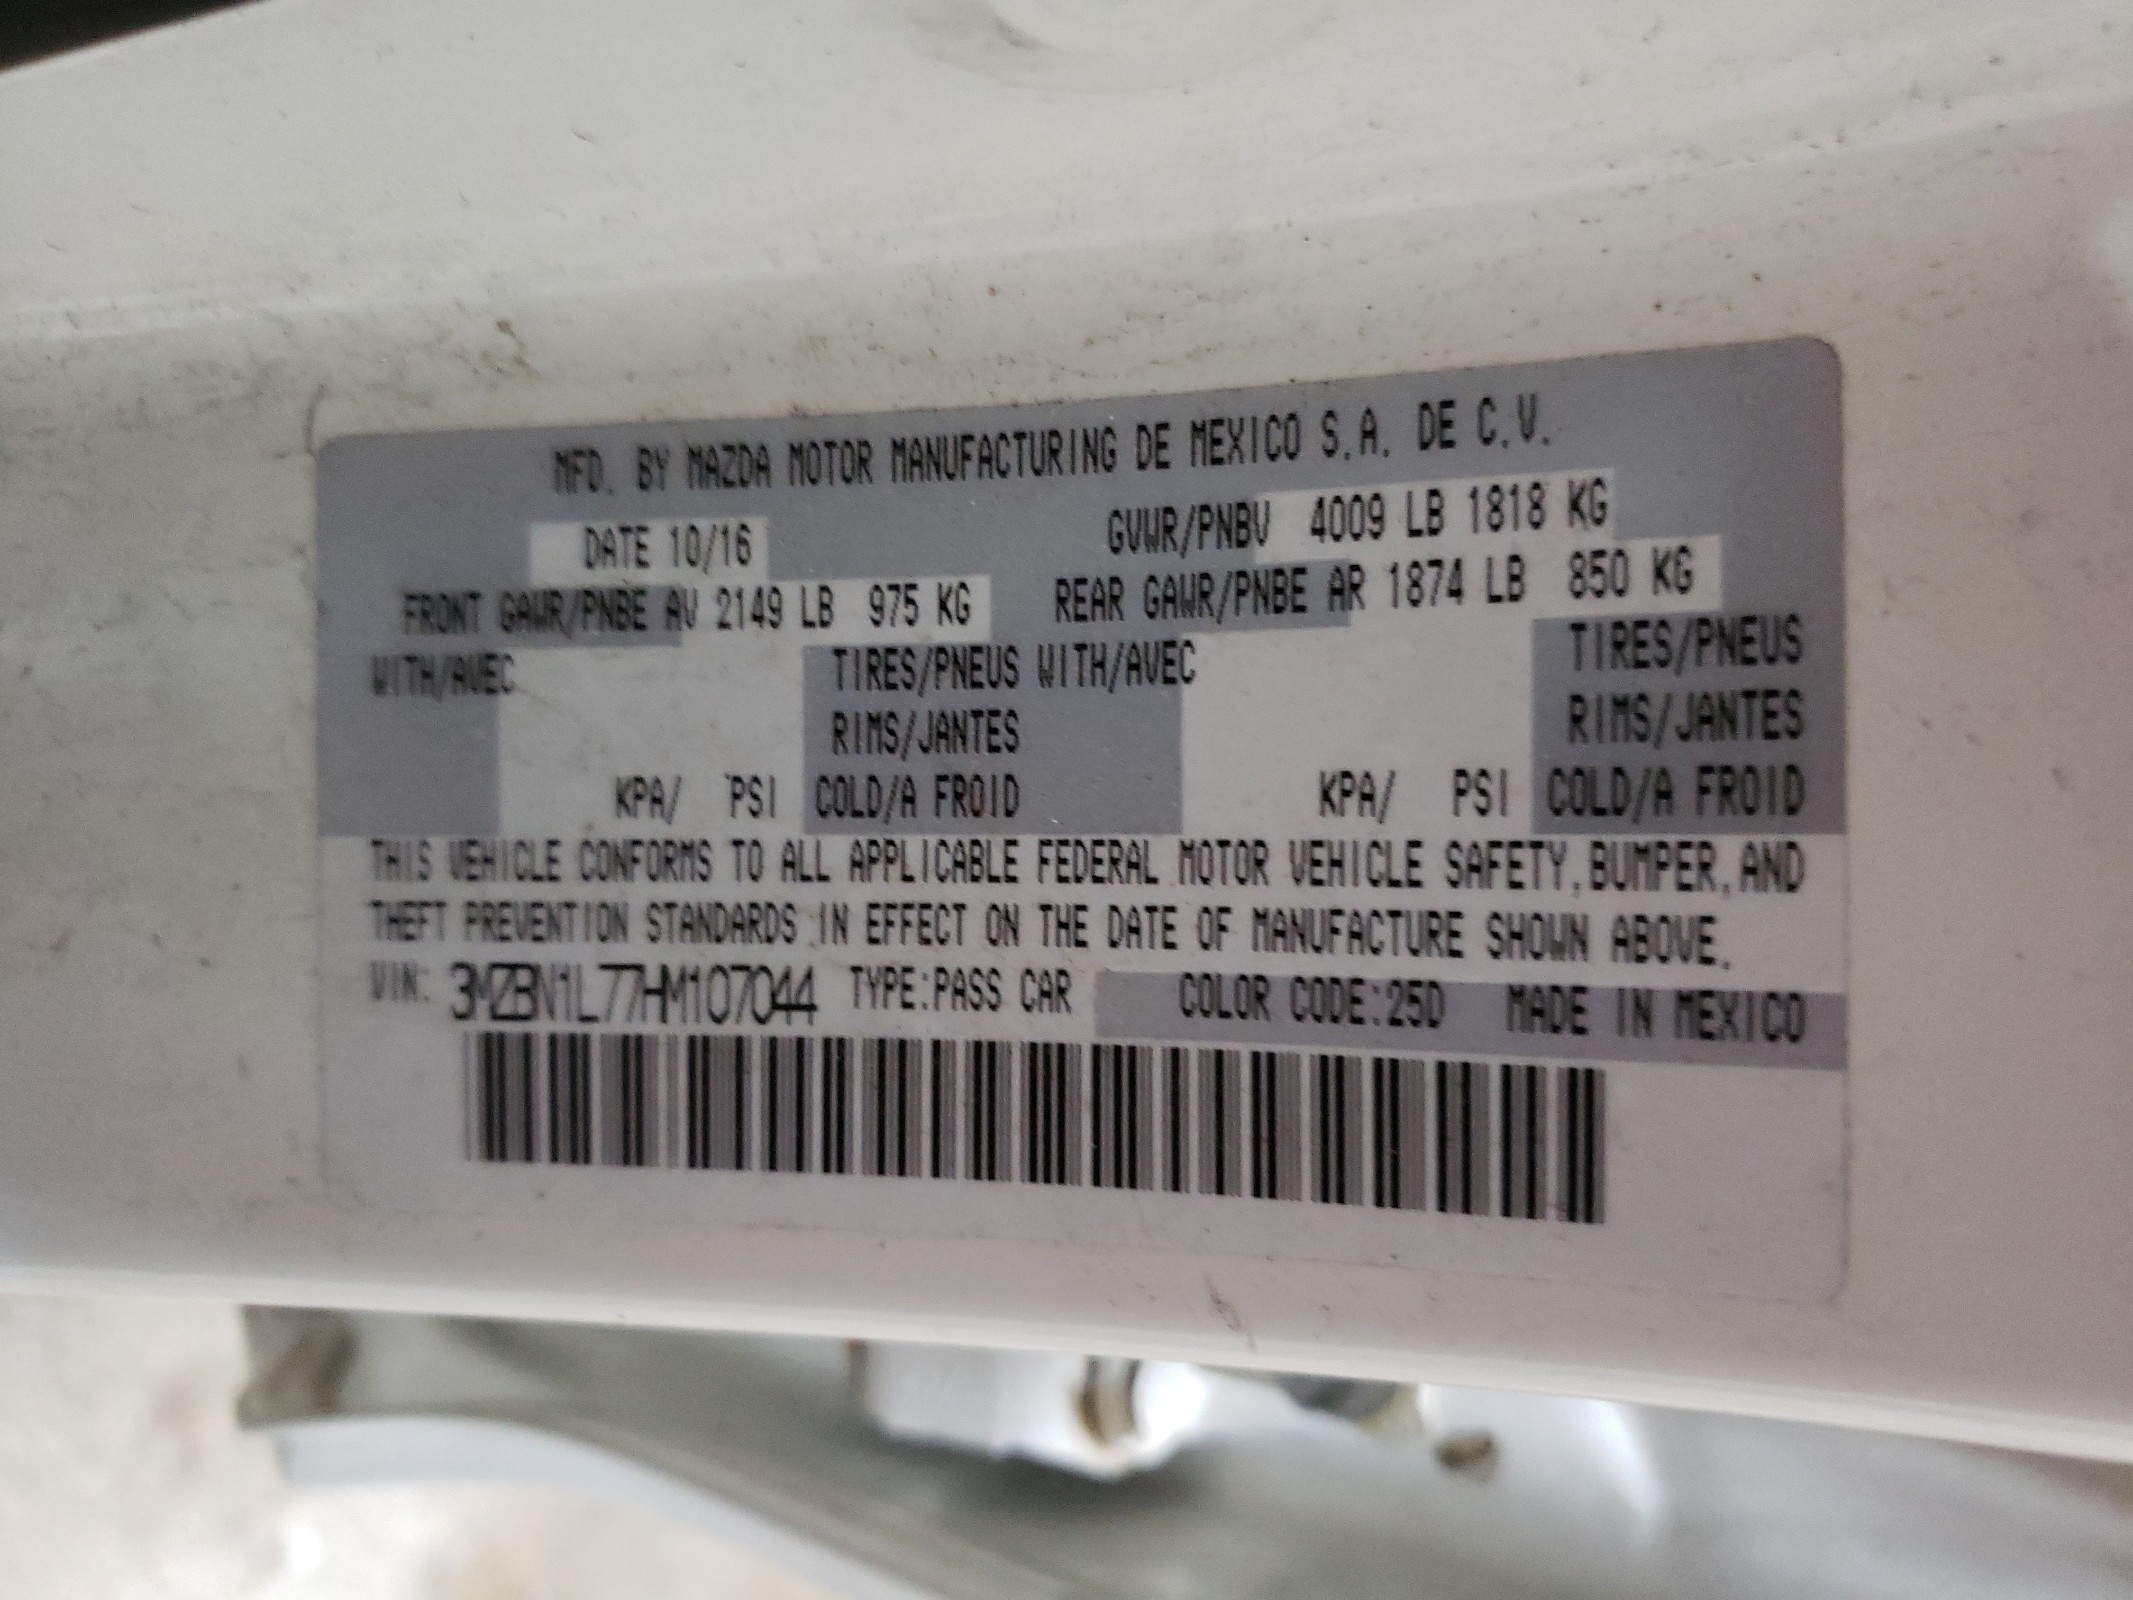 MFD. BY MAZDA MOTOR MANUFACTURING DE MEXICO S.A. DE C.V.
DATE 10/16 GVWR/PNBV 4009 LB 1818 KG
FRONT GAWR/PNBE AV 2149 LB 975 KG REAR GAWR/PNBE AR 1874 LB 850 KG
WITH/AVEC TIRES/PNEUS WITH/AVEC TIRES/PNEUS
RIMS/JANTES RIMS/JANTES
KPA/ PSI COLD/A FROID KPA/ PSI COLD/A FROID
THIS VEHICLE CONFORMS TO ALL APPLICABLE FEDERAL MOTOR VEHICLE SAFETY, BUMPER, AND
THEFT PREVENTION STANDARDS IN EFFECT ON THE DATE OF MANUFACTURE SHOWN ABOVE.
VIN: 3MZBN1L77HM107044 TYPE:PASS CAR COLOR CODE:25D MADE IN MEXICO